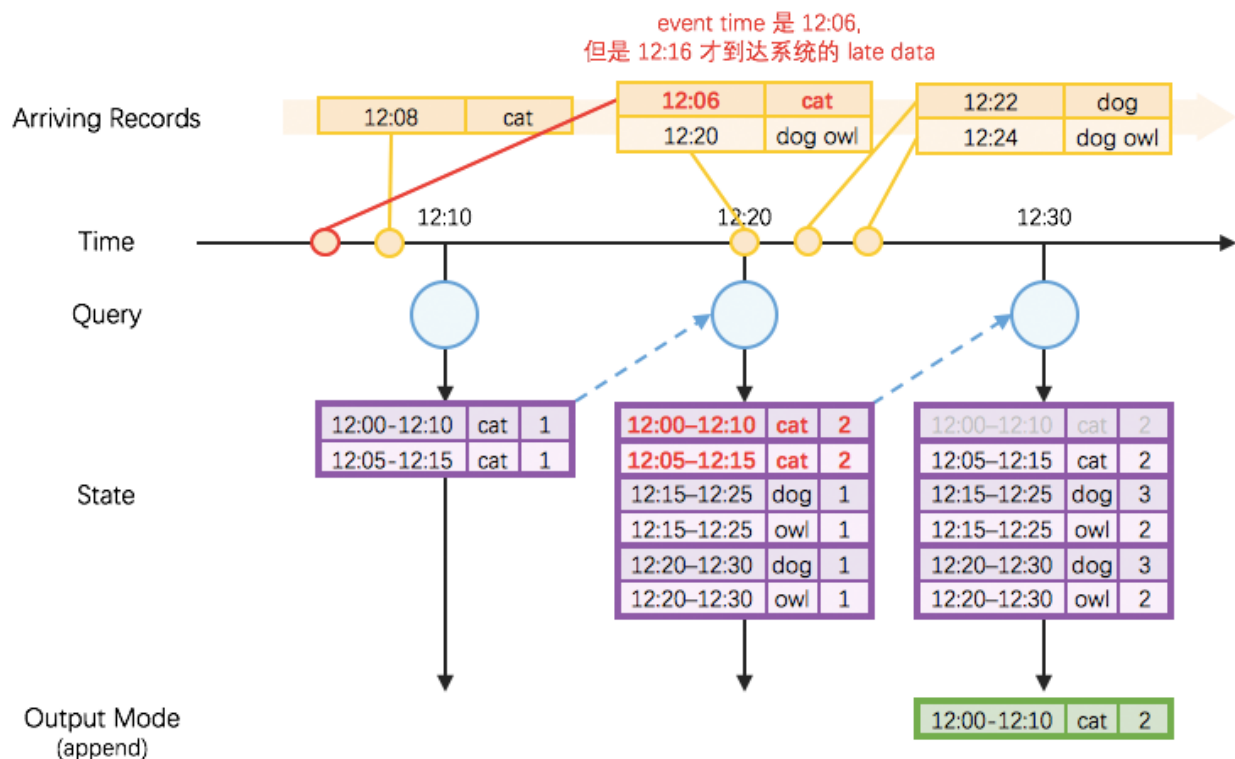 event time 是 12:06,
但是 12:16 才到达系统的 late data
Arriving Records
12:08 cat
12:06 cat
12:20 dog owl
12:22 dog
12:24 dog owl
Time
12:10
12:20
12:30
Query
State
12:00-12:10 cat 1
12:05-12:15 cat 1
12:00–12:10 cat 2
12:05–12:15 cat 2
12:15–12:25 dog 1
12:15–12:25 owl 1
12:20–12:30 dog 1
12:20–12:30 owl 1
12:00–12:10 cat 2
12:05–12:15 cat 2
12:15–12:25 dog 3
12:15–12:25 owl 2
12:20–12:30 dog 3
12:20–12:30 owl 2
Output Mode
(append)
12:00-12:10 cat 2